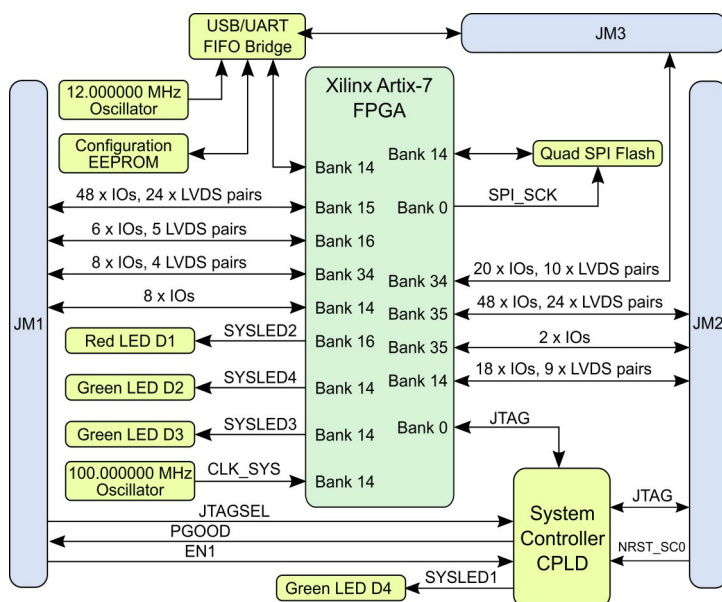 USB/UART
FIFO Bridge
JM3
12.000000 MHz
Oscillator
Xilinx Artix-7
FPGA
Configuration
EEPROM
Bank 14
Bank 14
Quad SPI Flash
48 x IOs, 24 x LVDS pairs
Bank 15
Bank 0
SPI_SCK
6 x IOs, 5 LVDS pairs
Bank 16
8 x IOs, 4 LVDS pairs
Bank 34
Bank 34
20 x IOs, 10 x LVDS pairs
8 x IOs
Bank 14
Bank 35
48 x IOs, 24 x LVDS pairs
JM1
JM2
Red LED D1
SYSLED2
Bank 16
Bank 35
2 x IOs
Green LED D2
SYSLED4
Bank 14
Bank 14
18 x IOs, 9 x LVDS pairs
Green LED D3
SYSLED3
Bank 14
Bank 0
JTAG
100.000000 MHz
Oscillator
CLK_SYS
Bank 14
JTAGSEL
PGOOD
EN1
System
Controller
CPLD
JTAG
NRST_SC0
Green LED D4
SYSLED1